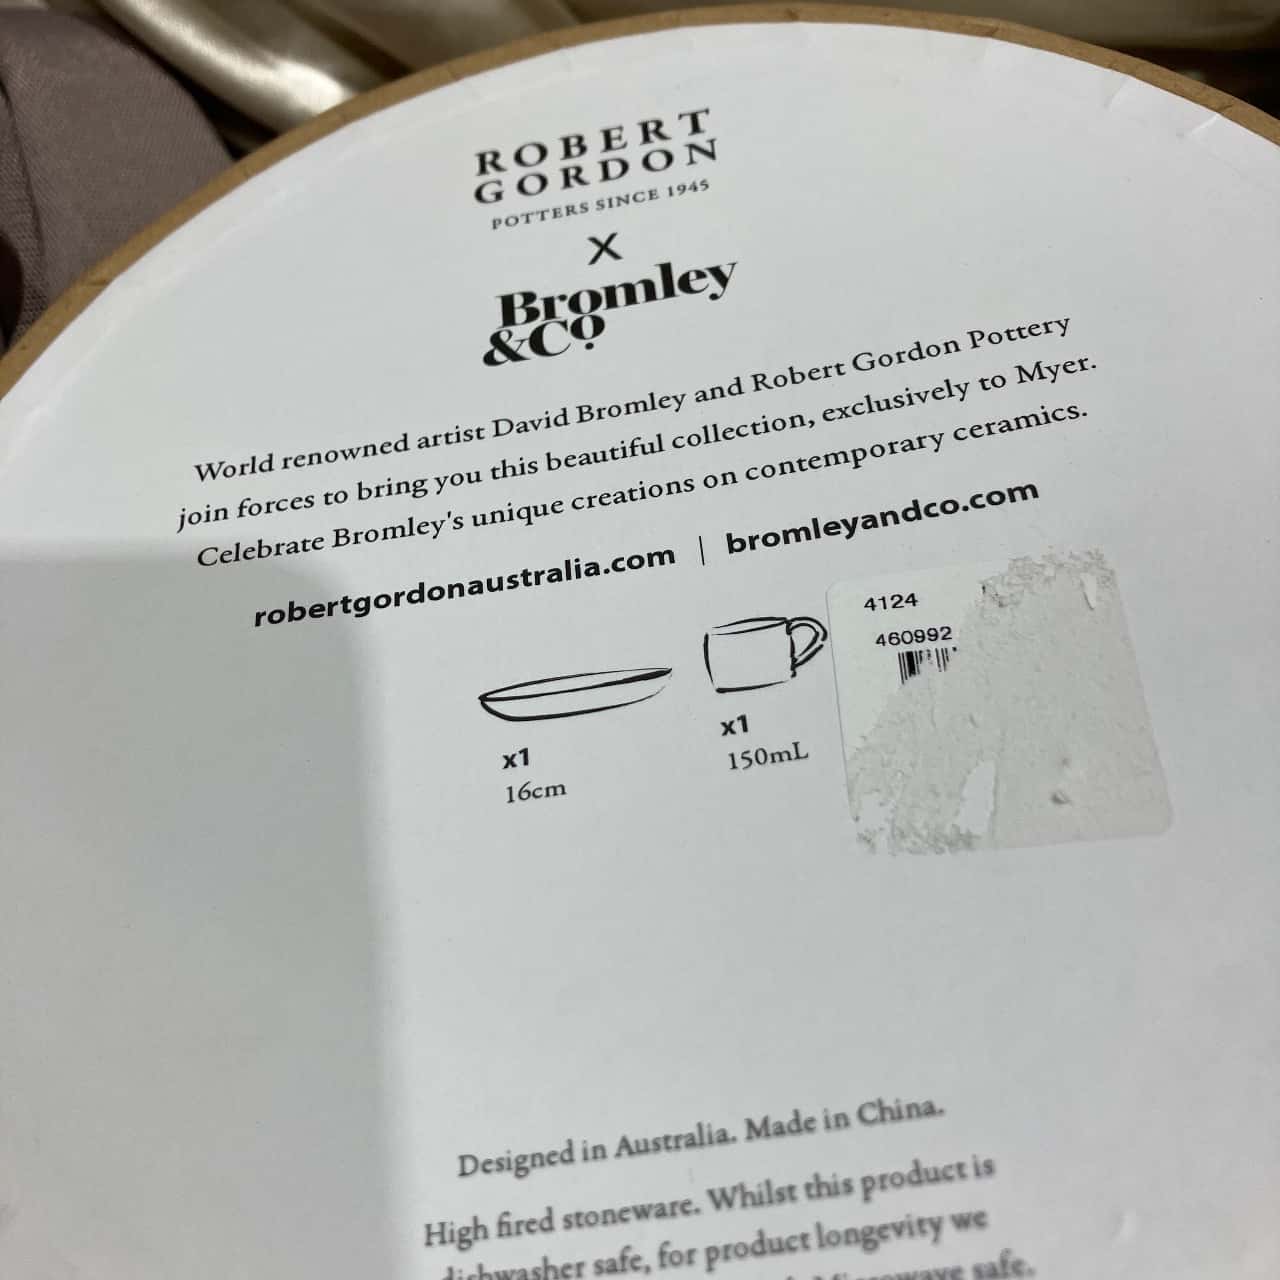 ROBERT
GORDON
POTTERS SINCE 1945
X
Bromley
&Co
World renowned artist David Bromley and Robert Gordon Pottery
join forces to bring you this beautiful collection, exclusively to Myer.
Celebrate Bromley's unique creations on contemporary ceramics.
robertgordonaustralia.com | bromleyandco.com
4124
460992
x1
16cm
x1
150mL
Designed in Australia. Made in China.
High fired stoneware. Whilst this product is
dishwasher safe, for product longevity we
Microwave safe.